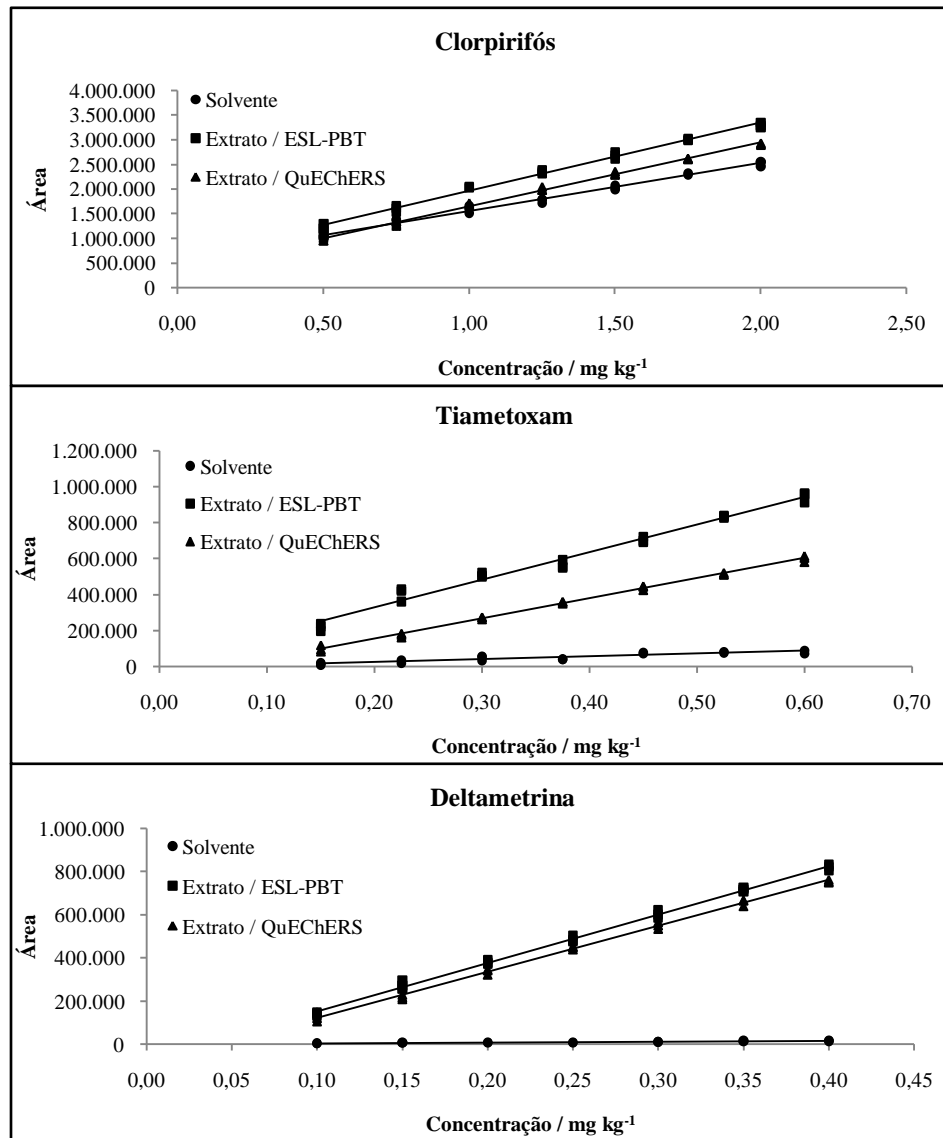 Clorpirifós
4.000.000
3.500.000
3.000.000
2.500.000
2.000.000
1.500.000
1.000.000
500.000
0
Área
Solvente
Extrato / ESL-PBT
Extrato / QuEChERS
0,00 0,50 1,00 1,50 2,00 2,50
Concentração / mg kg-1
Tiametoxam
1.200.000
1.000.000
800.000
600.000
400.000
200.000
0
Área
Solvente
Extrato / ESL-PBT
Extrato / QuEChERS
0,00 0,10 0,20 0,30 0,40 0,50 0,60 0,70
Concentração / mg kg-1
Deltametrina
1.000.000
800.000
600.000
400.000
200.000
0
Área
Solvente
Extrato / ESL-PBT
Extrato / QuEChERS
0,00 0,05 0,10 0,15 0,20 0,25 0,30 0,35 0,40 0,45
Concentração / mg kg-1